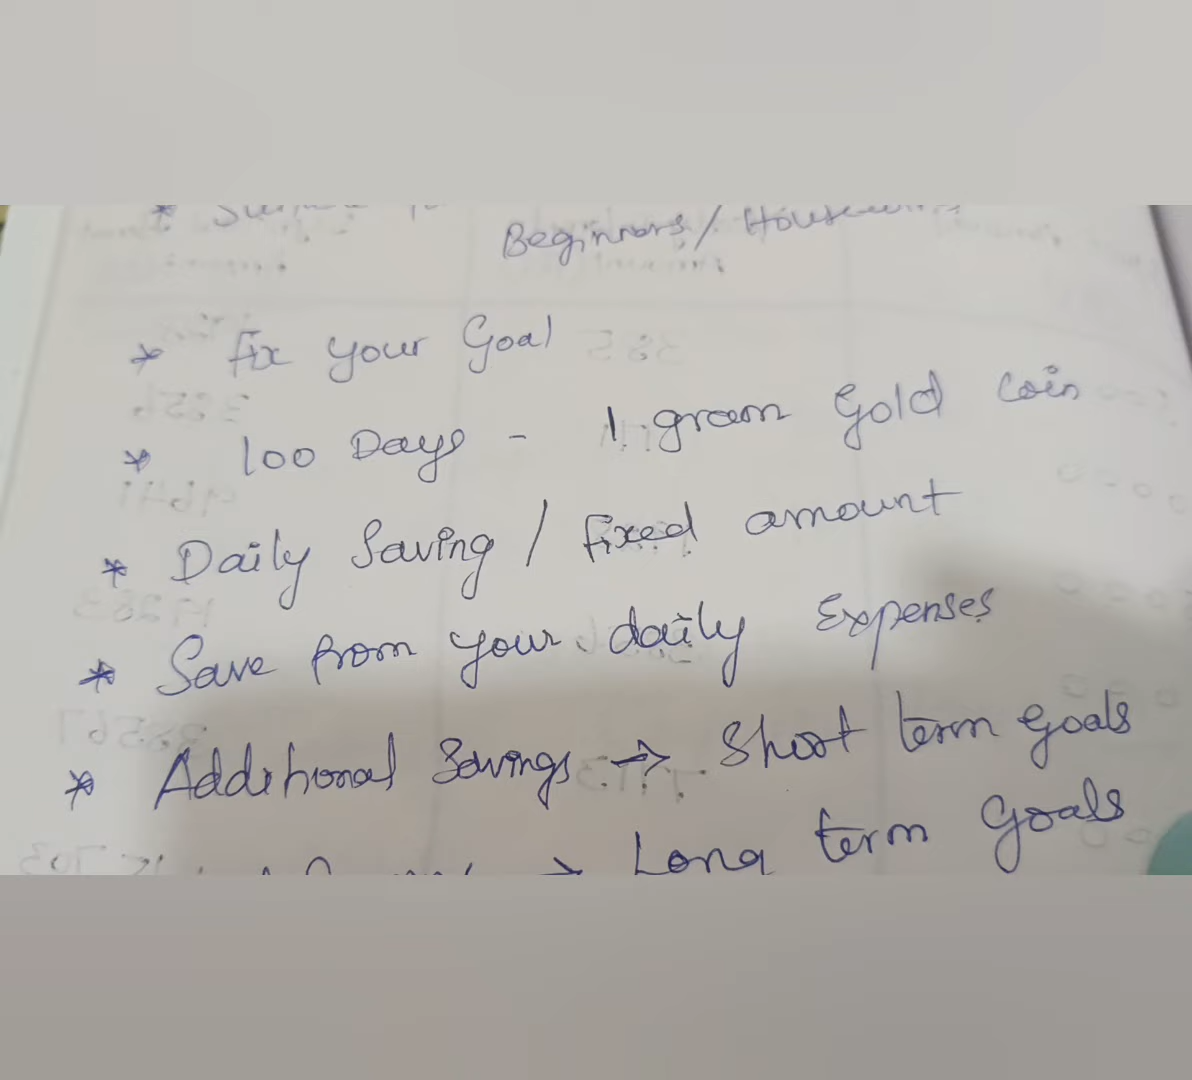 Beginners /
* Fix your Goal
* 100 Days - 1 gram Gold Coin
* Daily Saving / Fixed amount
* Save from your daily Expenses
* Additional Savings → Short term goals
→ Long term Goals